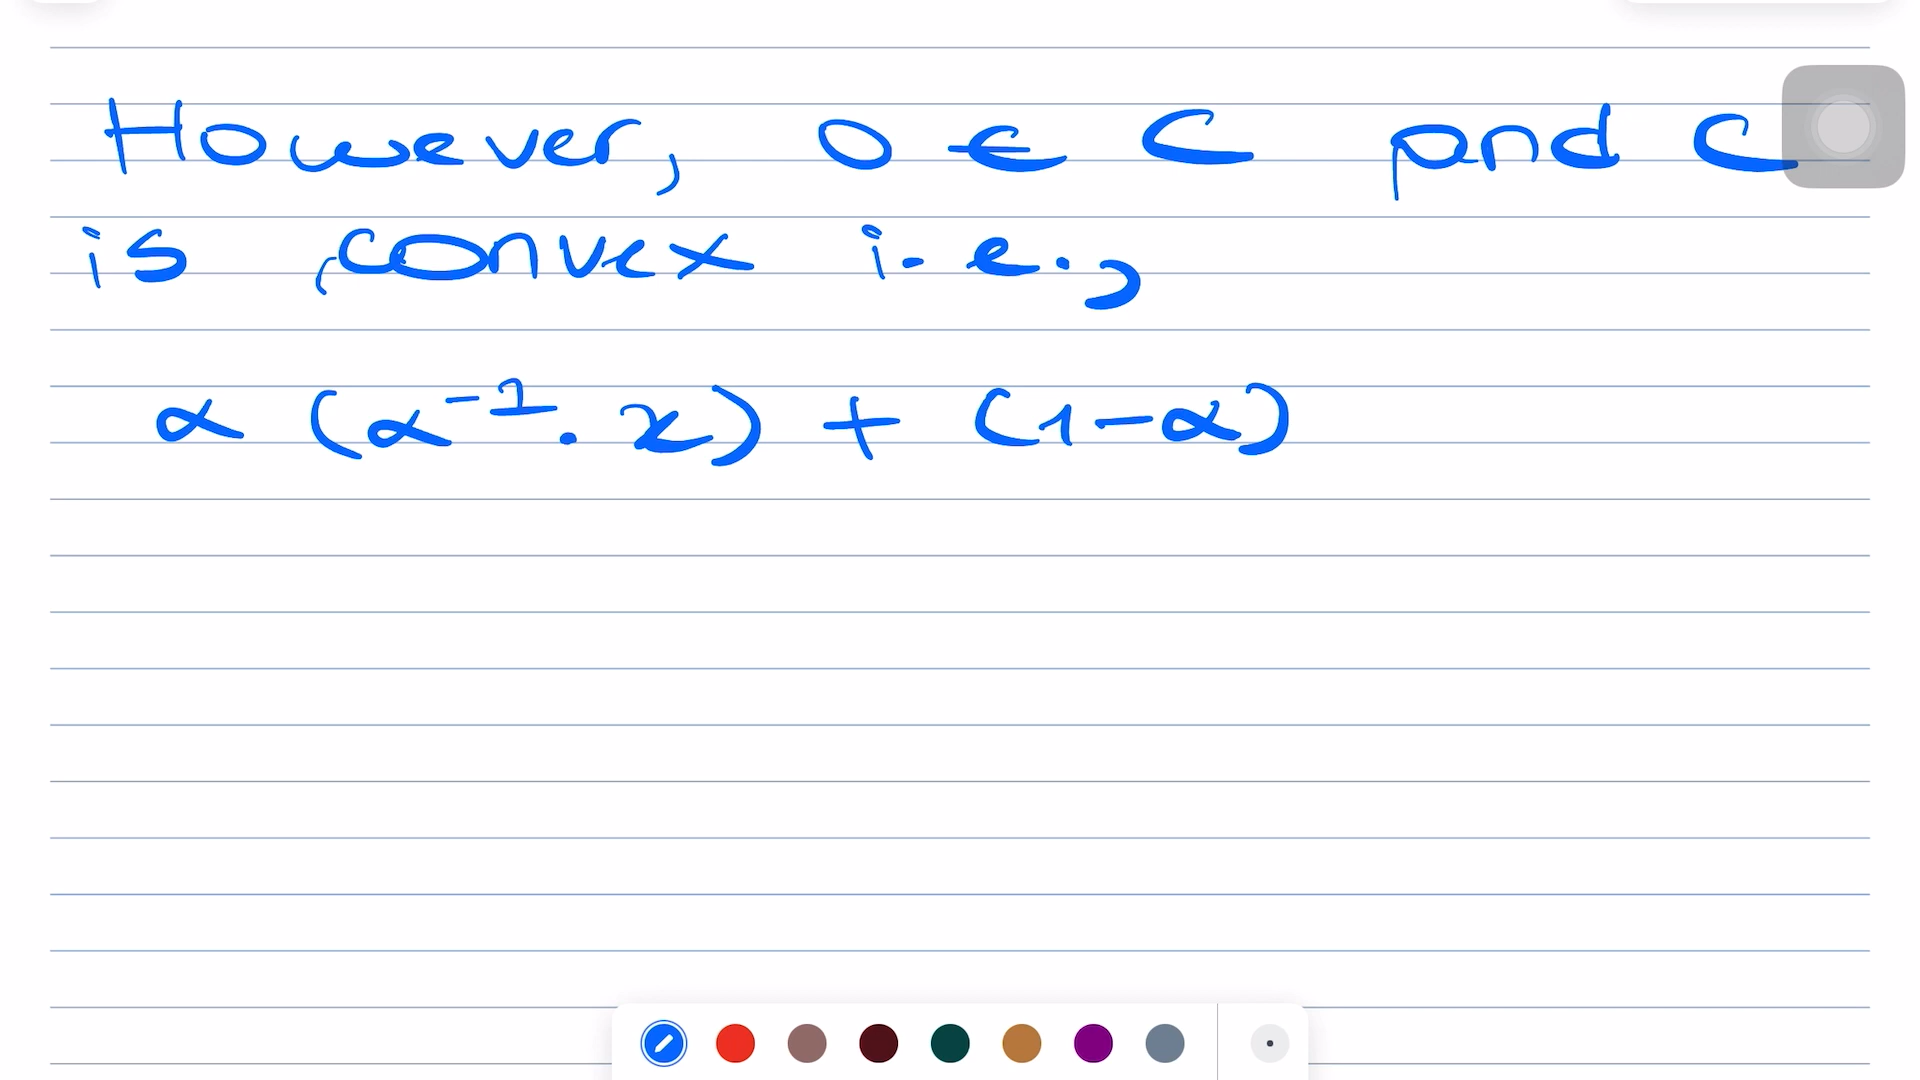 However, 0 ∈ C and C
is convex i.e.,
α (α⁻¹. x) + (1-α)